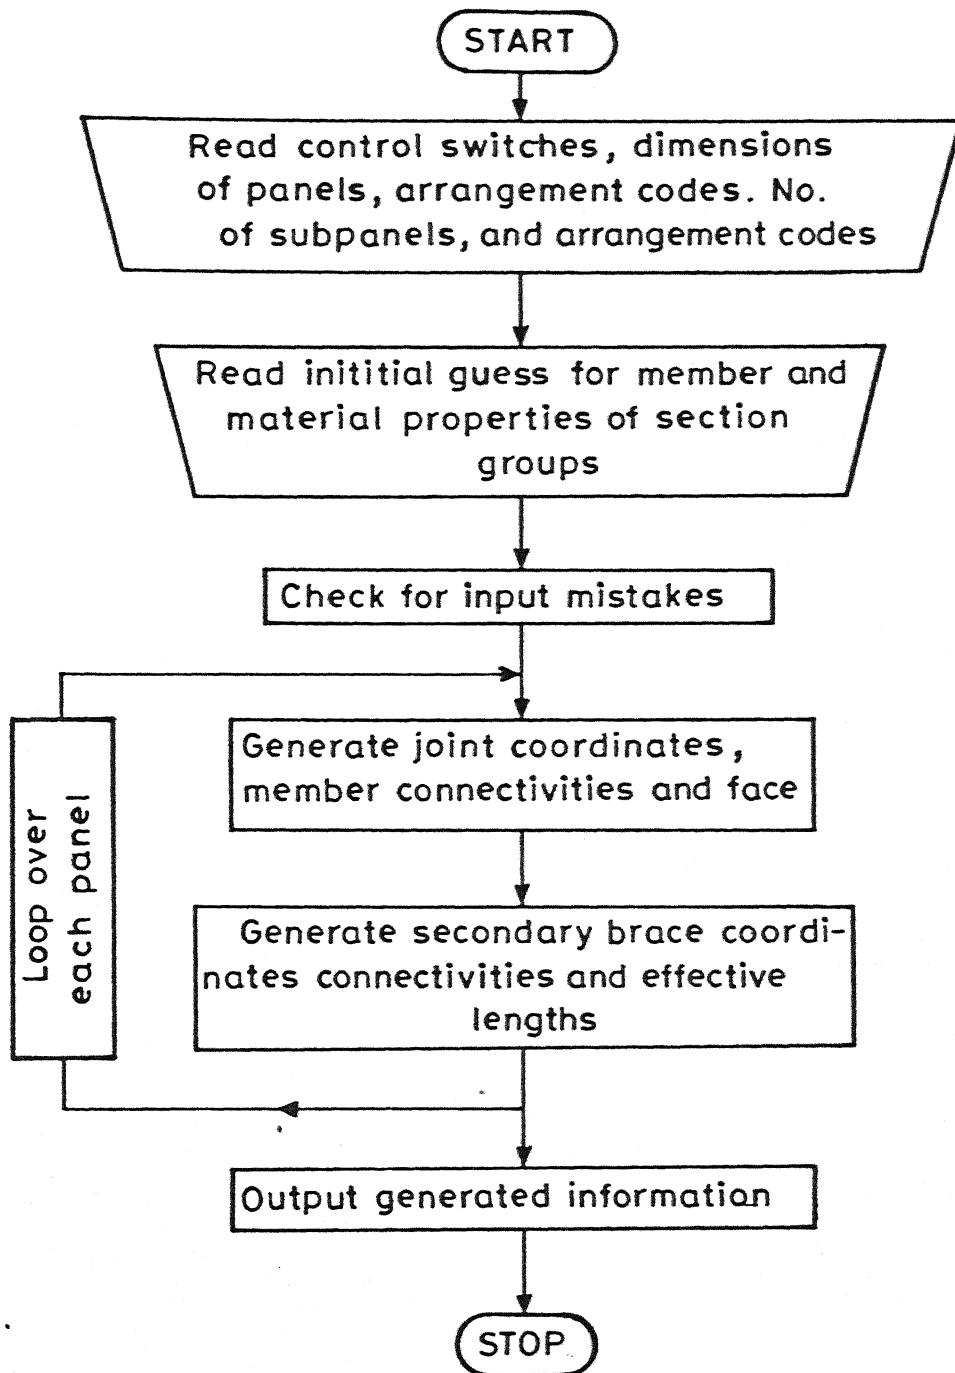 START
Read control switches, dimensions
of panels, arrangement codes. No.
of subpanels, and arrangement codes
Read inititial guess for member and
material properties of section
groups
Check for input mistakes
Generate joint coordinates,
member connectivities and face
Loop over
each panel
Generate secondary brace coordi-
nates connectivities and effective
lengths
Output generated information
STOP